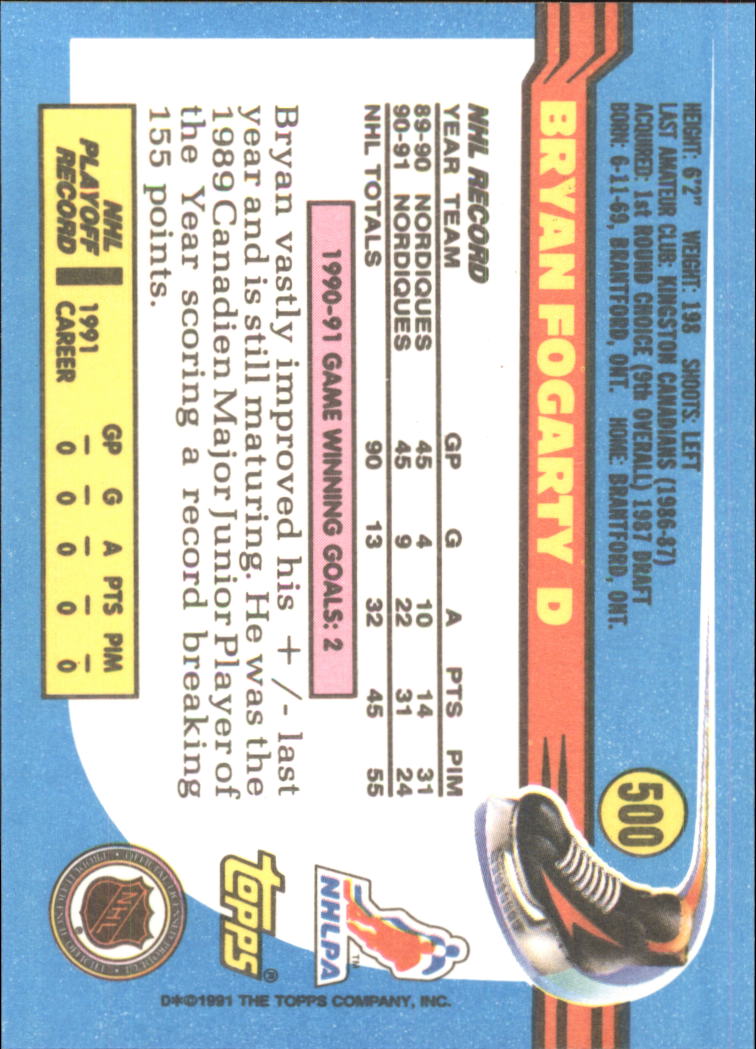 500
HEIGHT: 6'2" WEIGHT: 198 SHOOTS: LEFT
LAST AMATEUR CLUB: KINGSTON CANADIANS (1986-87)
ACQUIRED: 1st ROUND CHOICE (9th OVERALL) 1987 DRAFT
BORN: 6-11-69, BRANTFORD, ONT. HOME: BRANTFORD, ONT.
BRYAN FOGARTY D
NHL RECORD
YEAR TEAM GP G A PTS PIM
89-90 NORDIQUES 45 4 10 14 31
90-91 NORDIQUES 45 9 22 31 24
NHL TOTALS 90 13 32 45 55
1990-91 GAME WINNING GOALS: 2
Bryan vastly improved his +/- last
year and is still maturing. He was the
1989 Canadien Major Junior Player of
the Year scoring a record breaking
155 points.
NHL PLAYOFF RECORD
GP G A PTS PIM
1991 – – – – –
CAREER 0 0 0 0 0
NHLPA™
TOPPS®
NHL ®
D*©1991 THE TOPPS COMPANY, INC.